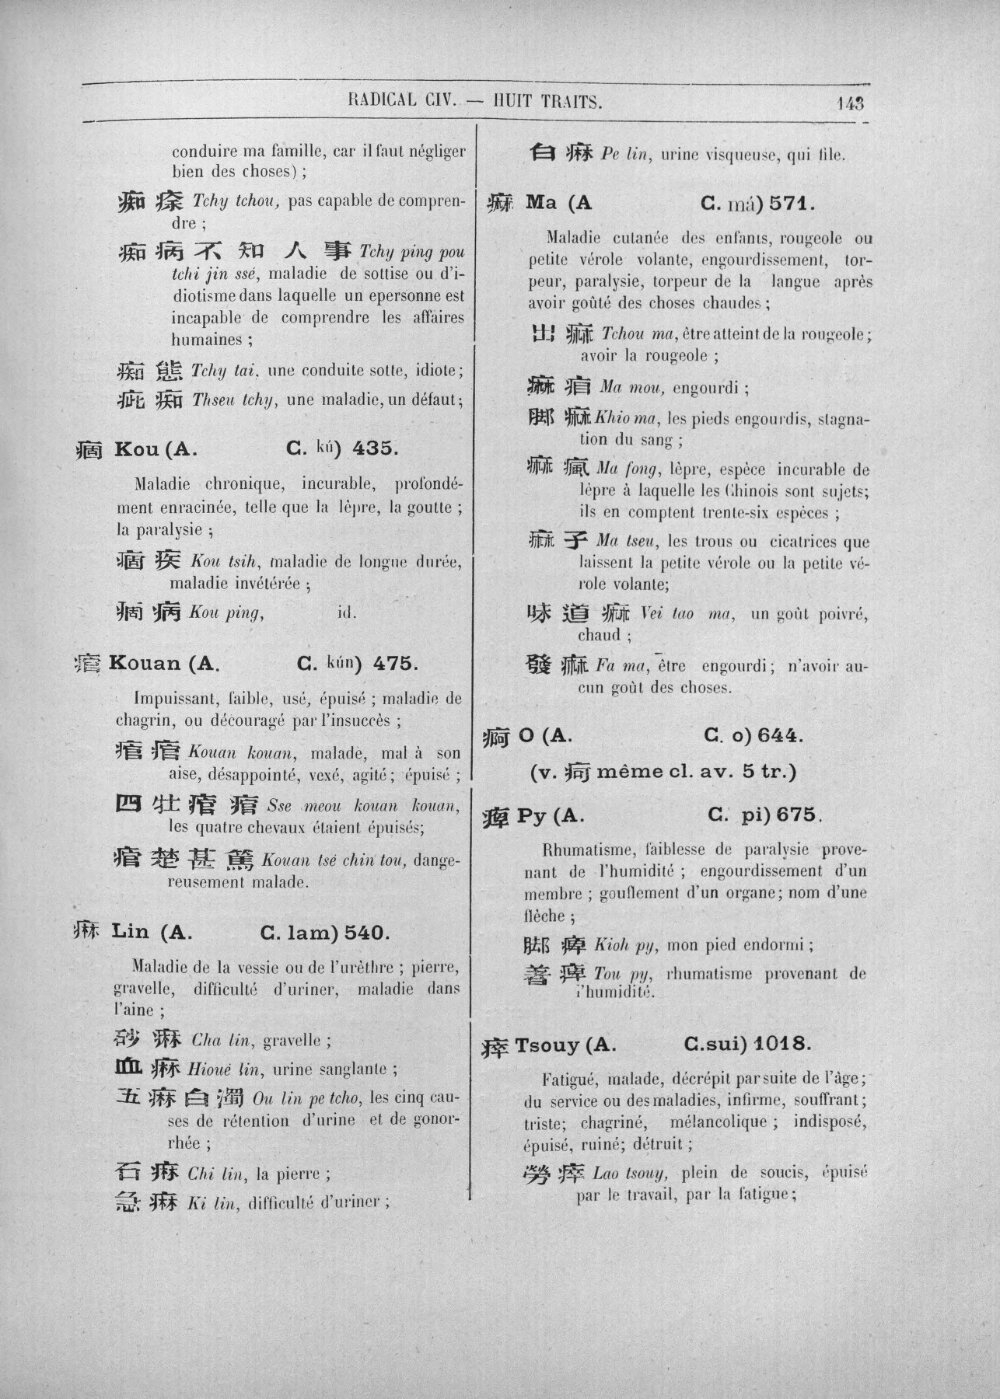 RADICAL CIV. — HUIT TRAITS.
143
conduire ma famille, car il faut négliger
bien des choses) ;
痴 瘵 Tchy tchou, pas capable de compren-
dre ;
痴 病 不 知 人 事 Tchy ping pou
tchi jin ssé, maladie de sottise ou d'i-
diotisme dans laquelle un epersonne est
incapable de comprendre les affaires
humaines ;
痴 態 Tchy tai. une conduite sotte, idiote ;
疵 痴 Thseu tchy, une maladie, un défaut ;
痼 Kou (A. C. kú) 435.
Maladie chronique, incurable, profondé-
ment enracinée, telle que la lèpre, la goutte ;
la paralysie ;
痼 疾 Kou tsih, maladie de longue durée,
maladie invétérée ;
痼 病 Kou ping, id.
痯 Kouan (A. C. kún) 475.
Impuissant, faible, usé, épuisé ; maladie de
chagrin, ou découragé par l'insuccès ;
痯 痯 Kouan kouan, malade, mal à son
aise, désappointé, vexé, agité ; épuisé ;
四 牡 痯 痯 Sse meou kouan kouan,
les quatre chevaux étaient épuisés;
痯 楚 甚 篤 Kouan tsé chin tou, dange-
reusement malade.
痳 Lin (A. C. lam) 540.
Maladie de la vessie ou de l'urèthre ; pierre,
gravelle, difficulté d'uriner, maladie dans
l'aine ;
砂 痳 Cha lin, gravelle ;
血 痳 Hioué lin, urine sanglante ;
五 痳 白 濁 Ou lin pe tcho, les cinq cau-
ses de rétention d'urine et de gonor-
rhée ;
石 痳 Chi lin, la pierre ;
急 痳 Ki lin, difficulté d'uriner ;
白 痳 Pe lin, urine visqueuse, qui file.
痲 Ma (A C. má) 571.
Maladie cutanée des enfants, rougeole ou
petite vérole volante, engourdissement, tor-
peur, paralysie, torpeur de la langue après
avoir goûté des choses chaudes ;
出 痲 Tchou ma, être atteint de la rougeole ;
avoir la rougeole ;
痲 Ma mou, engourdi ;
脚 痲 Khio ma, les pieds engourdis, stagna-
tion du sang ;
痲 瘋 Ma fong, lèpre, espèce incurable de
lèpre à laquelle les Chinois sont sujets;
ils en comptent trente-six espèces ;
痲 子 Ma tseu, les trous ou cicatrices que
laissent la petite vérole ou la petite vé-
role volante;
味 道 痲 Vei tao ma, un goût poivré,
chaud ;
發 痲 Fa ma, être engourdi ; n'avoir au-
cun goût des choses.
痾 O (A. C. o) 644.
(v. 疴 même cl. av. 5 tr.)
痺 Py (A. C. pi) 675.
Rhumatisme, faiblesse de paralysie prove-
nant de l'humidité ; engourdissement d'un
membre ; gouflement d'un organe; nom d'une
flèche ;
脚 痺 Kioh py, mon pied endormi ;
痺 Tou py, rhumatisme provenant de
l'humidité.
瘁 Tsouy (A. C. sui) 1018.
Fatigué, malade, décrépit par suite de l'âge ;
du service ou des maladies, infirme, souffrant ;
triste; chagriné, mélancolique ; indisposé,
épuisé, ruiné; détruit ;
勞 瘁 Lao tsouy, plein de soucis, épuisé
par le travail, par la fatigue ;